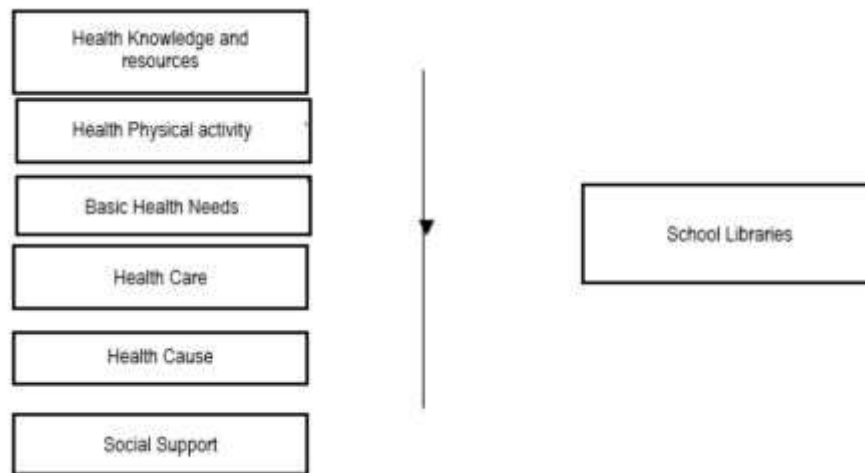 Health Knowledge and
resources
Health Physical activity
Basic Health Needs
Health Care
Health Cause
Social Support
School Libraries